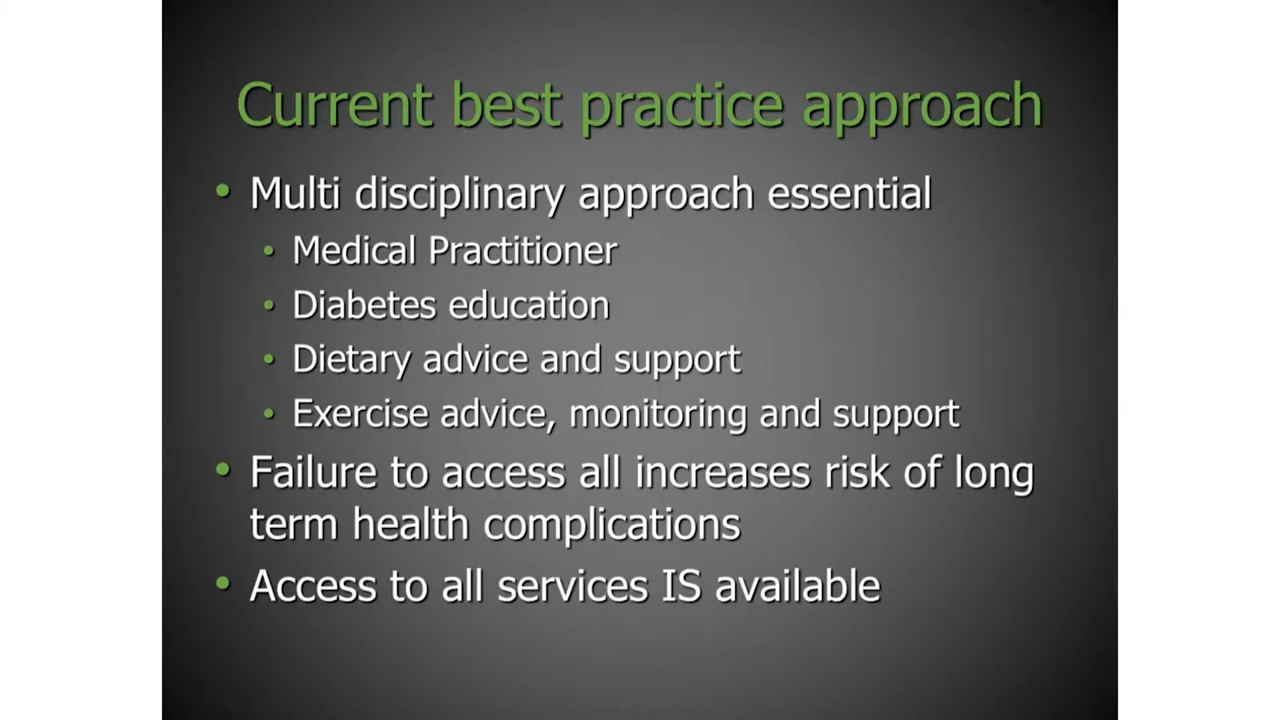 Current best practice approach
• Multi disciplinary approach essential
• Medical Practitioner
• Diabetes education
• Dietary advice and support
• Exercise advice, monitoring and support
• Failure to access all increases risk of long
term health complications
• Access to all services IS available